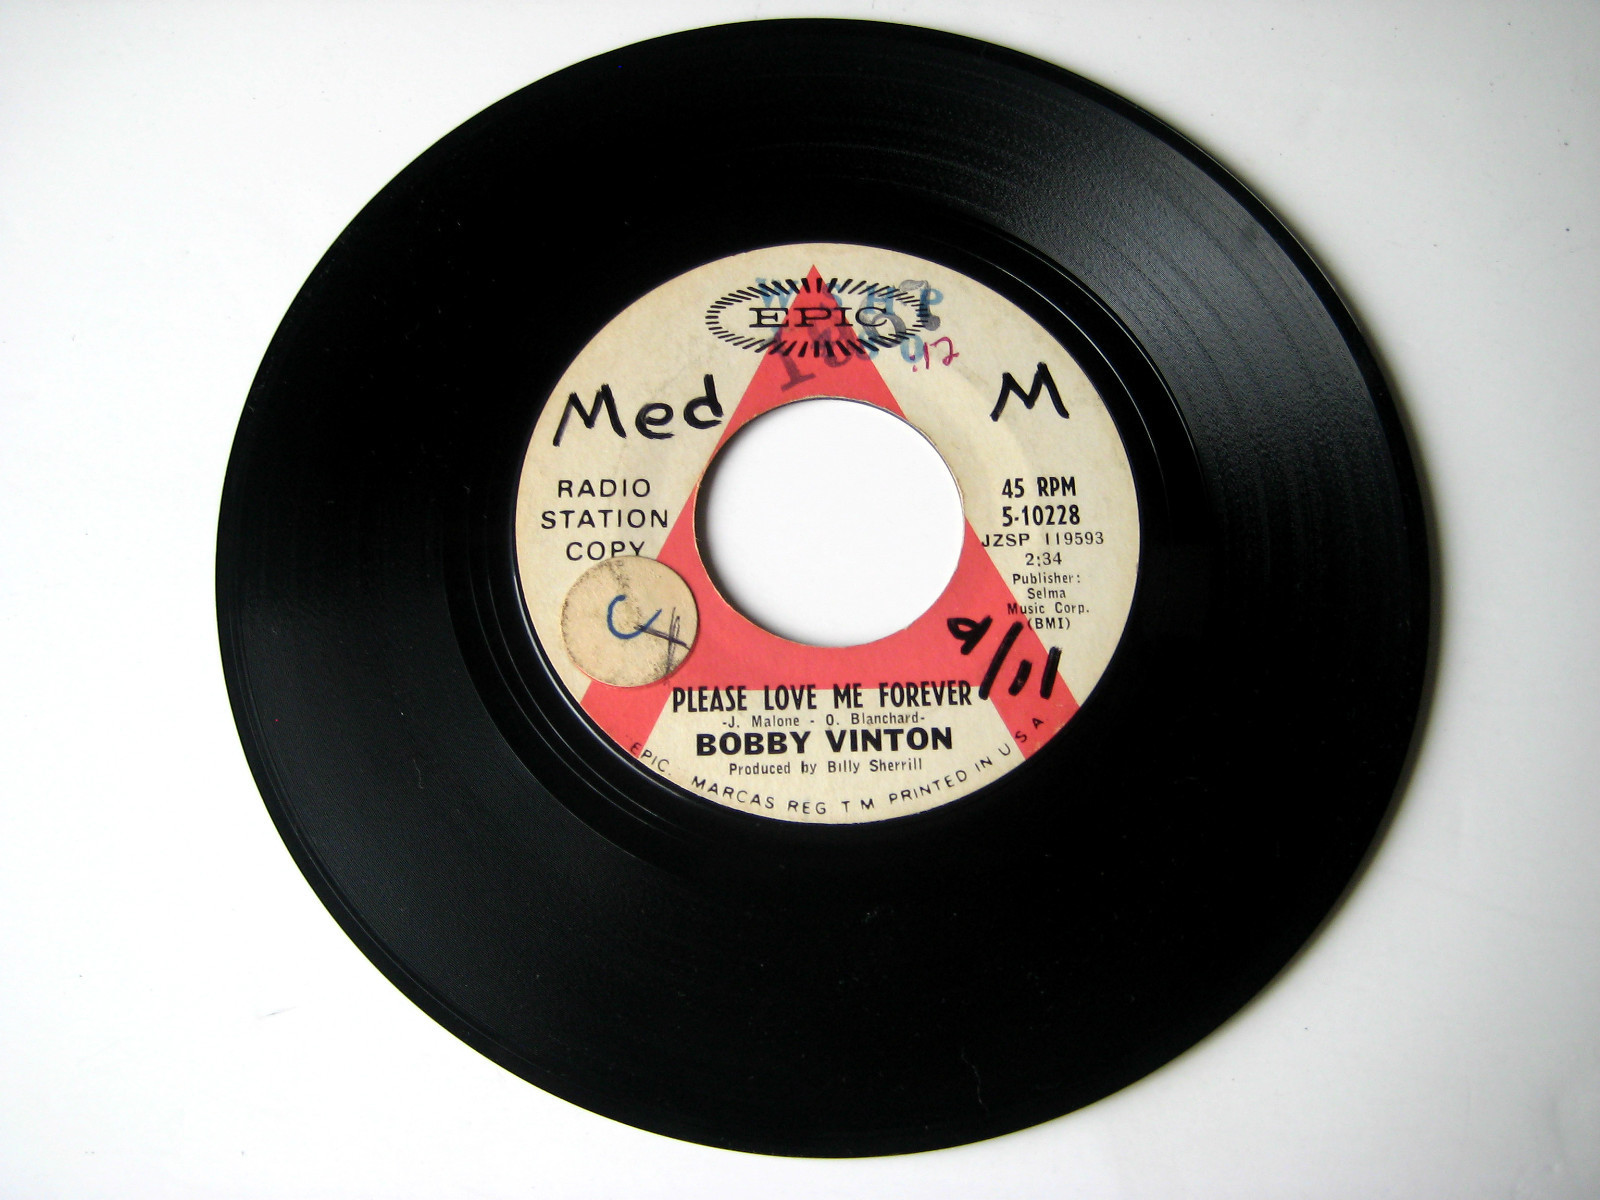 EPIC
Med
M
RADIO
STATION
COPY
45 RPM
5-10228
JZSP 119593
2:34
Publisher:
Selma
Music Corp.
(BMI)
C
9/11
PLEASE LOVE ME FOREVER
-J. Malone - O. Blanchard-
BOBBY VINTON
Produced by Billy Sherrill
EPIC. MARCAS REG T M PRINTED IN U S A